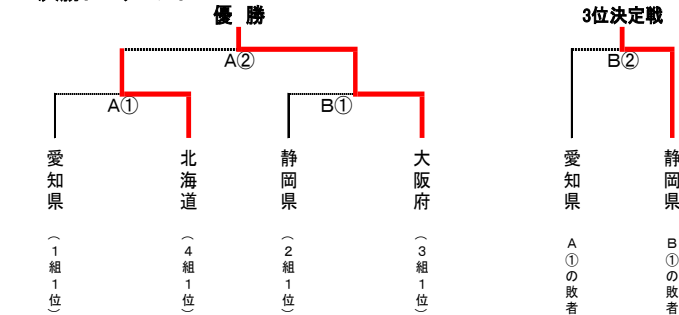 優 勝
3位決定戦
A②
B②
A①
B①
愛知県
北海道
静岡県
大阪府
愛知県
静岡県
（1組1位）
（4組1位）
（2組1位）
（3組1位）
A①の敗者
B①の敗者